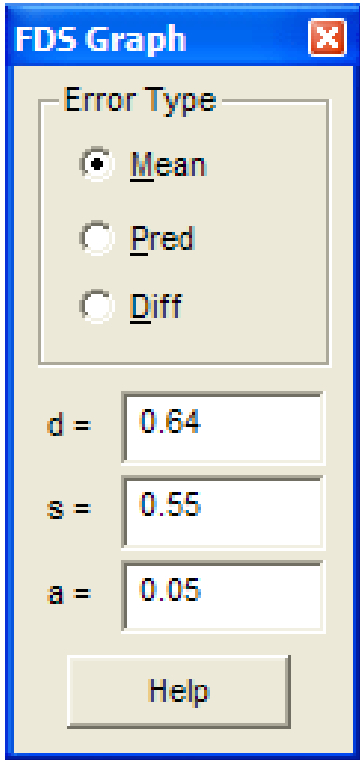 FDS Graph
Error Type
Mean
Pred
Diff
d = 0.64
s = 0.55
a = 0.05
Help